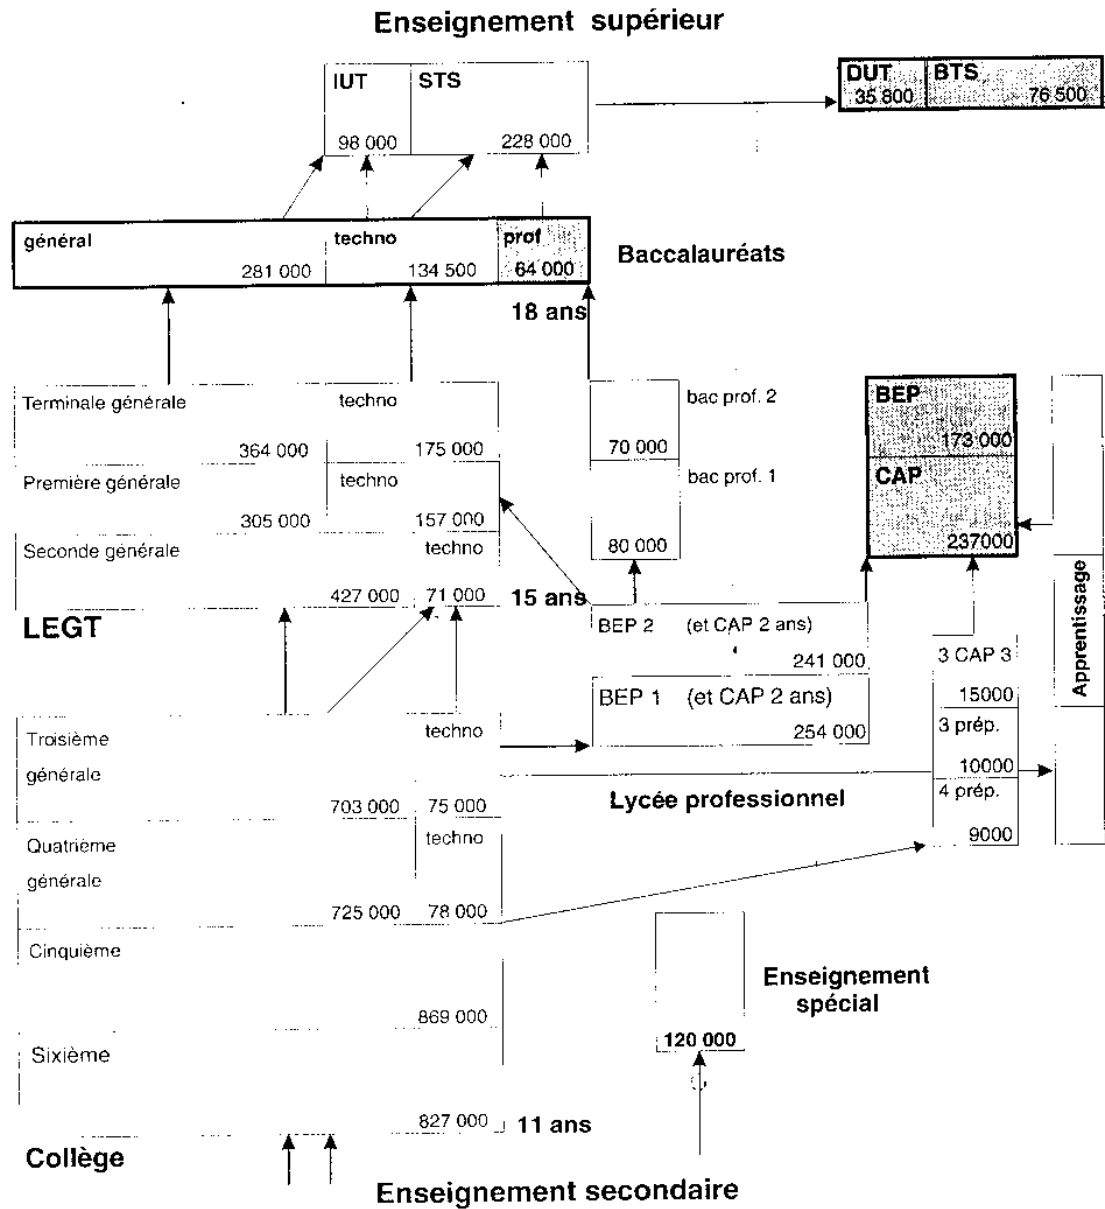 Enseignement supérieur
IUT STS
98 000 228 000
DUT BTS
35 800 76 500
général techno prof
281 000 134 500 64 000
Baccalauréats
18 ans
Terminale générale techno
364 000 175 000
Première générale techno
305 000 157 000
Seconde générale techno
427 000 71 000
LEGT
15 ans
bac prof. 2
70 000
bac prof. 1
80 000
BEP
173 000
CAP
237000
Apprentissage
BEP 2 (et CAP 2 ans)
241 000
BEP 1 (et CAP 2 ans)
254 000
3 CAP 3
15000
3 prép.
10000
4 prép.
9000
Lycée professionnel
Troisième techno
générale
703 000 75 000
Quatrième techno
générale
725 000 78 000
Cinquième
869 000
Sixième
827 000
11 ans
Collège
Enseignement
spécial
120 000
Enseignement secondaire